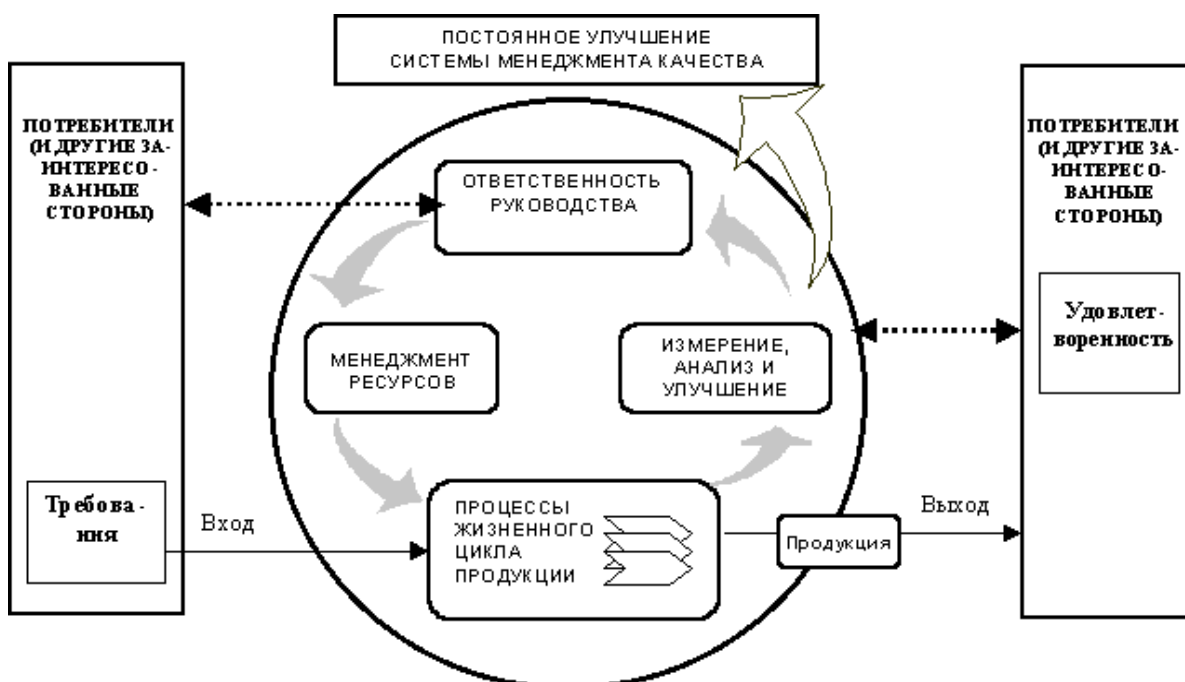 ПОСТОЯННОЕ УЛУЧШЕНИЕ
СИСТЕМЫ МЕНЕДЖМЕНТА КАЧЕСТВА
ПОТРЕБИТЕЛИ
(И ДРУГИЕ ЗА-
ИНТЕРЕСО-
ВАННЫЕ
СТОРОНЫ)
Требова-
ния
Вход
ОТВЕТСТВЕННОСТЬ
РУКОВОДСТВА
МЕНЕДЖМЕНТ
РЕСУРСОВ
ИЗМЕРЕНИЕ,
АНАЛИЗ И
УЛУЧШЕНИЕ
ПРОЦЕССЫ
ЖИЗНЕННОГО
ЦИКЛА
ПРОДУКЦИИ
Продукция
Выход
ПОТРЕБИТЕЛИ
(И ДРУГИЕ ЗА-
ИНТЕРЕСО-
ВАННЫЕ
СТОРОНЫ)
Удовлет-
воренность